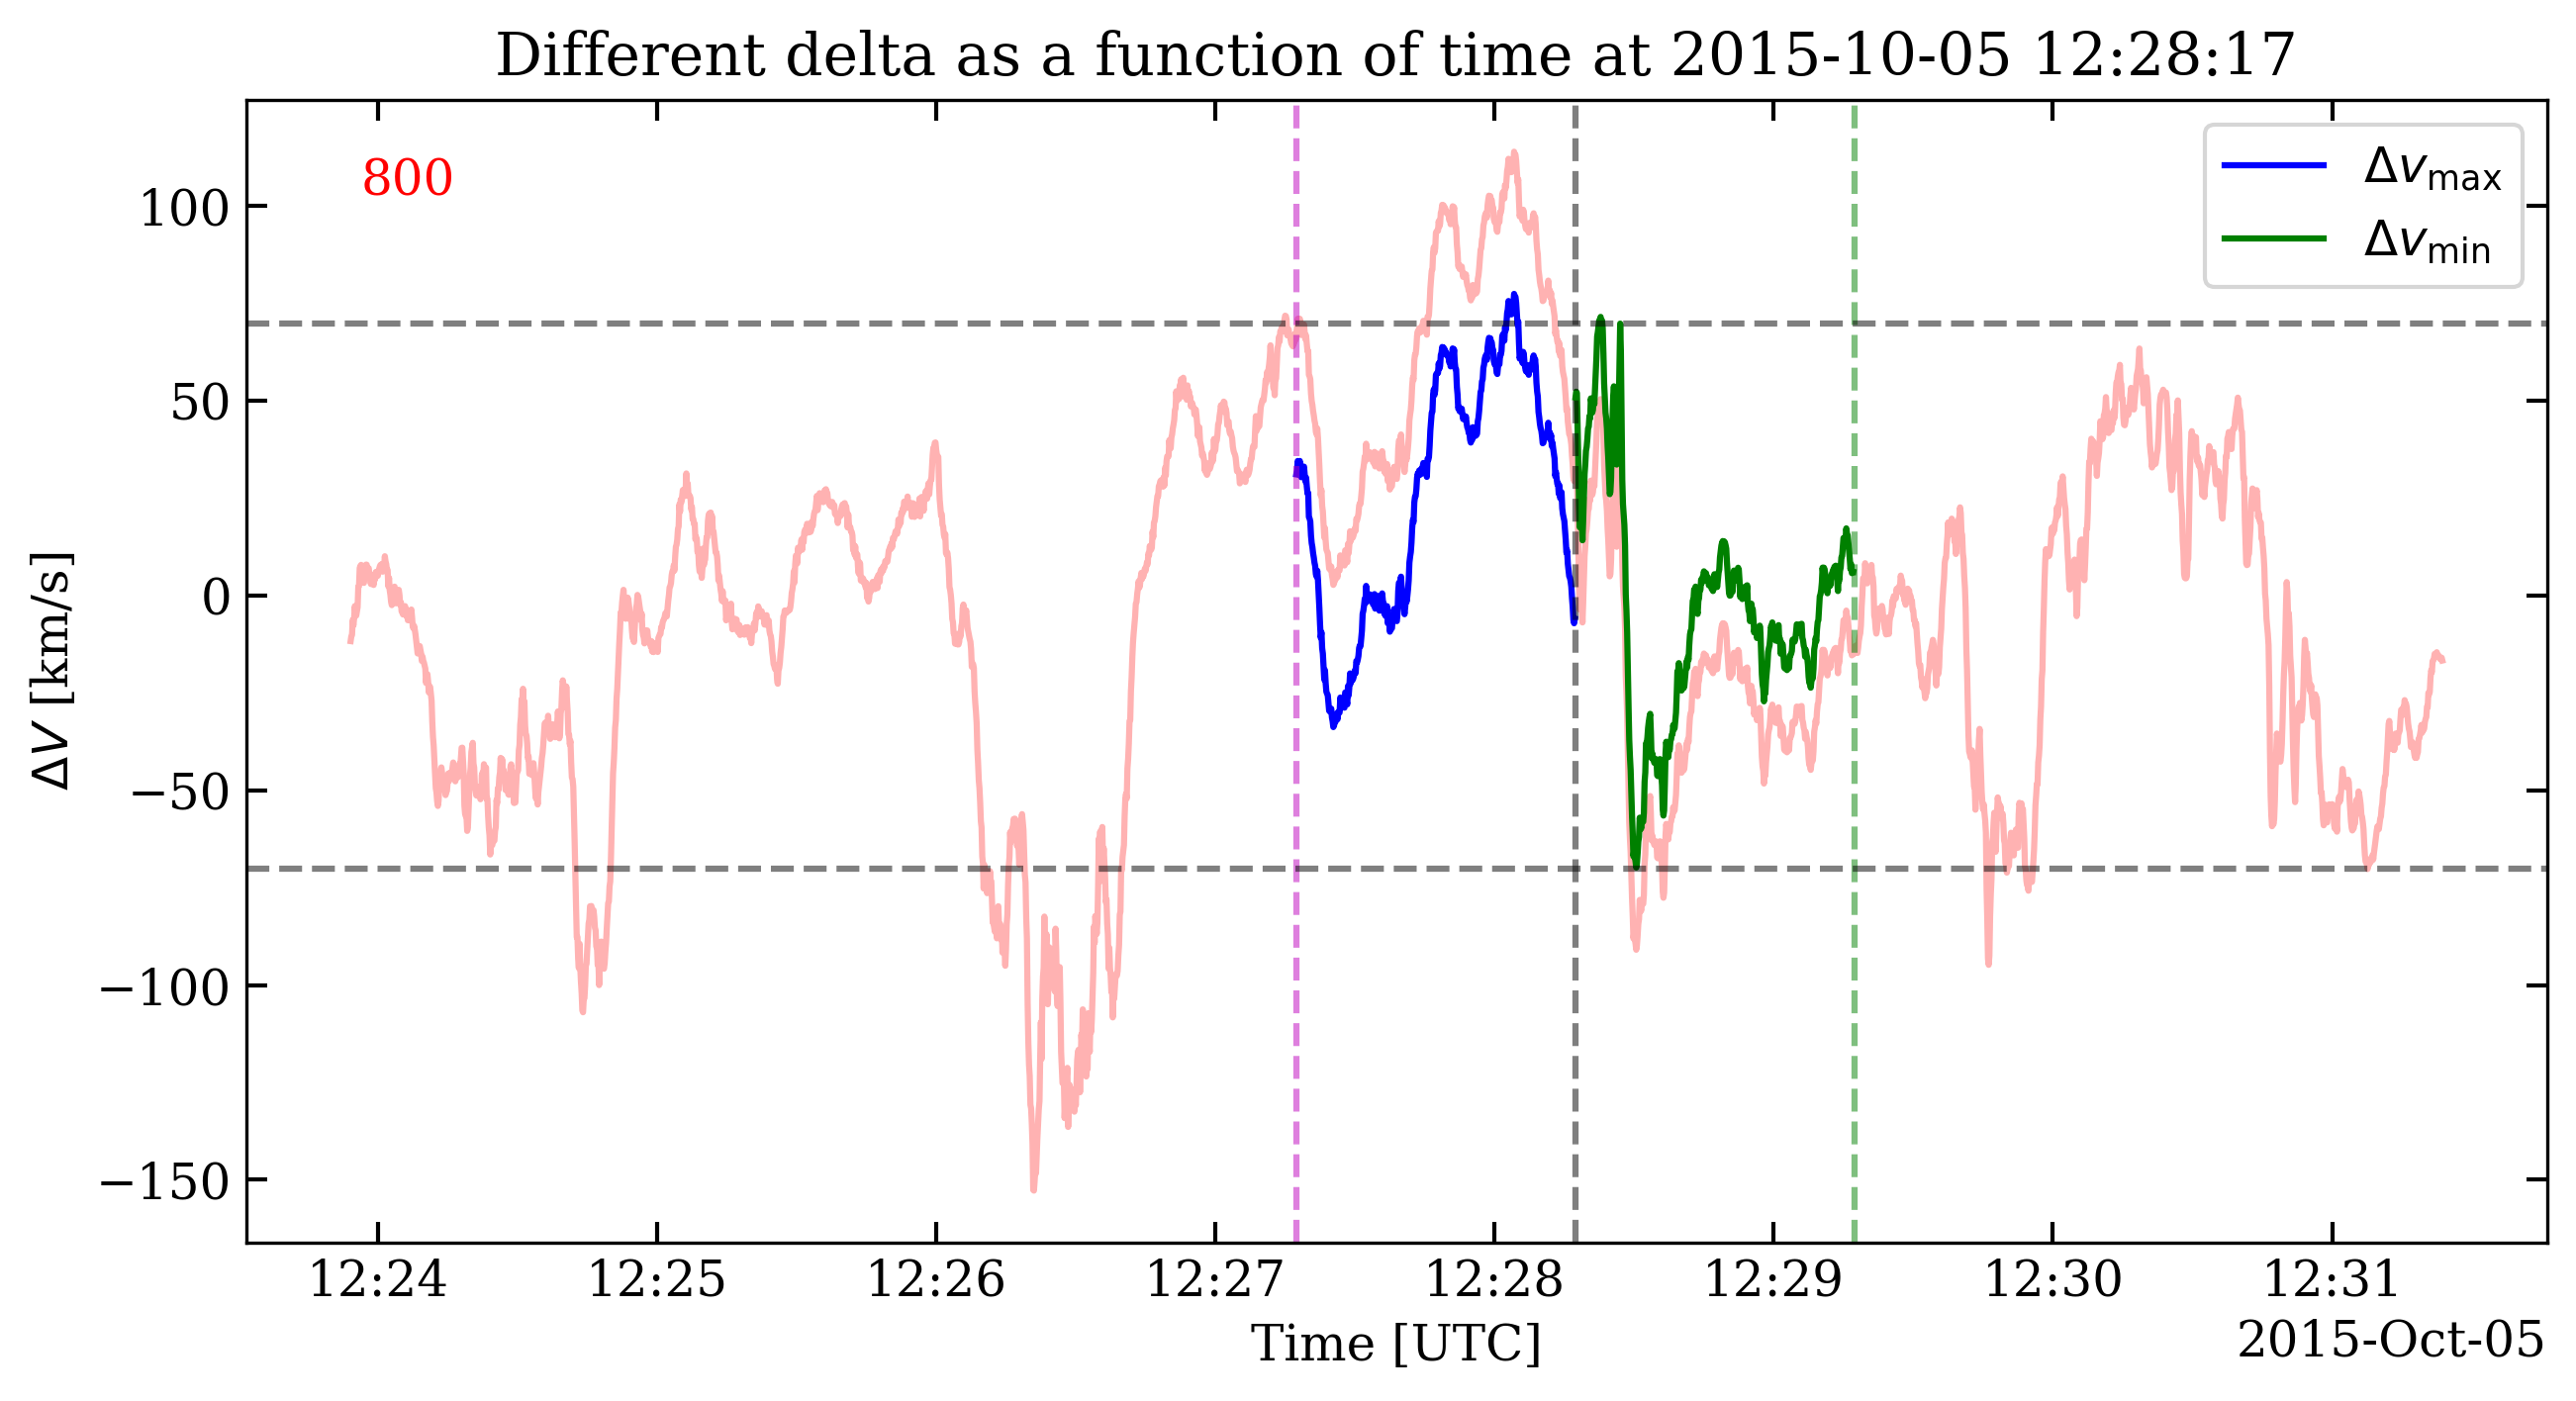 Different delta as a function of time at 2015-10-05 12:28:17
800
Δv_max
Δv_min
ΔV [km/s]
100
50
0
−50
−100
−150
12:24 12:25 12:26 12:27 12:28 12:29 12:30 12:31
2015-Oct-05
Time [UTC]